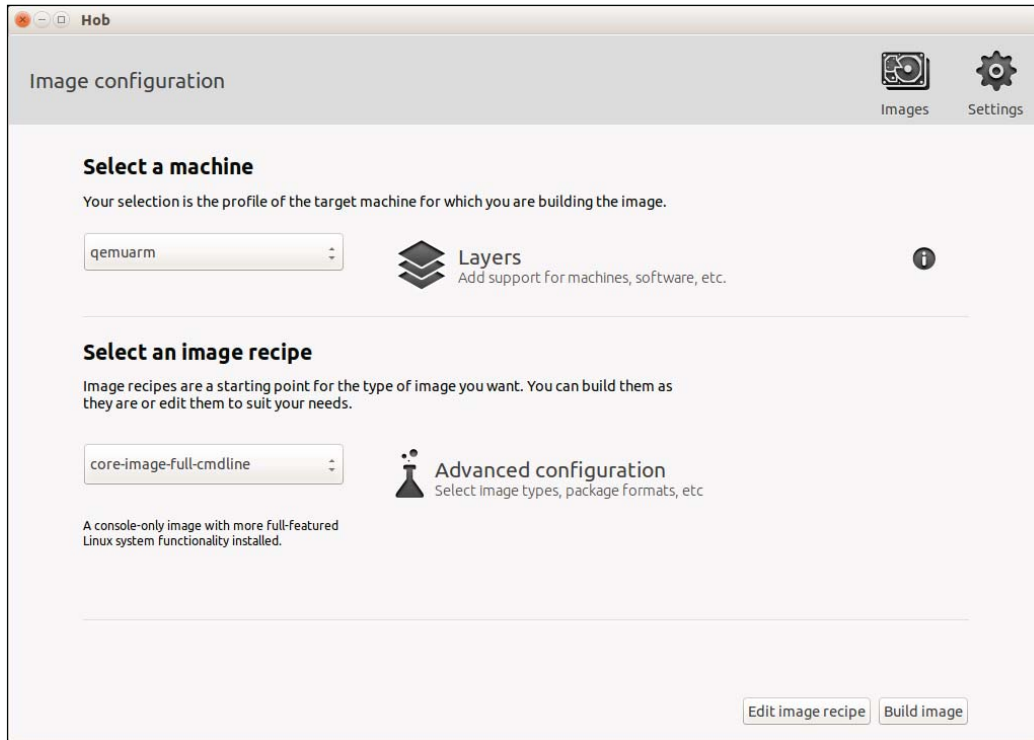 Hob
Image configuration
Images
Settings
Select a machine
Your selection is the profile of the target machine for which you are building the image.
qemuarm
Layers
Add support for machines, software, etc.
Select an image recipe
Image recipes are a starting point for the type of image you want. You can build them as
they are or edit them to suit your needs.
core-image-full-cmdline
Advanced configuration
Select image types, package formats, etc
A console-only image with more full-featured
Linux system functionality installed.
Edit image recipe
Build image